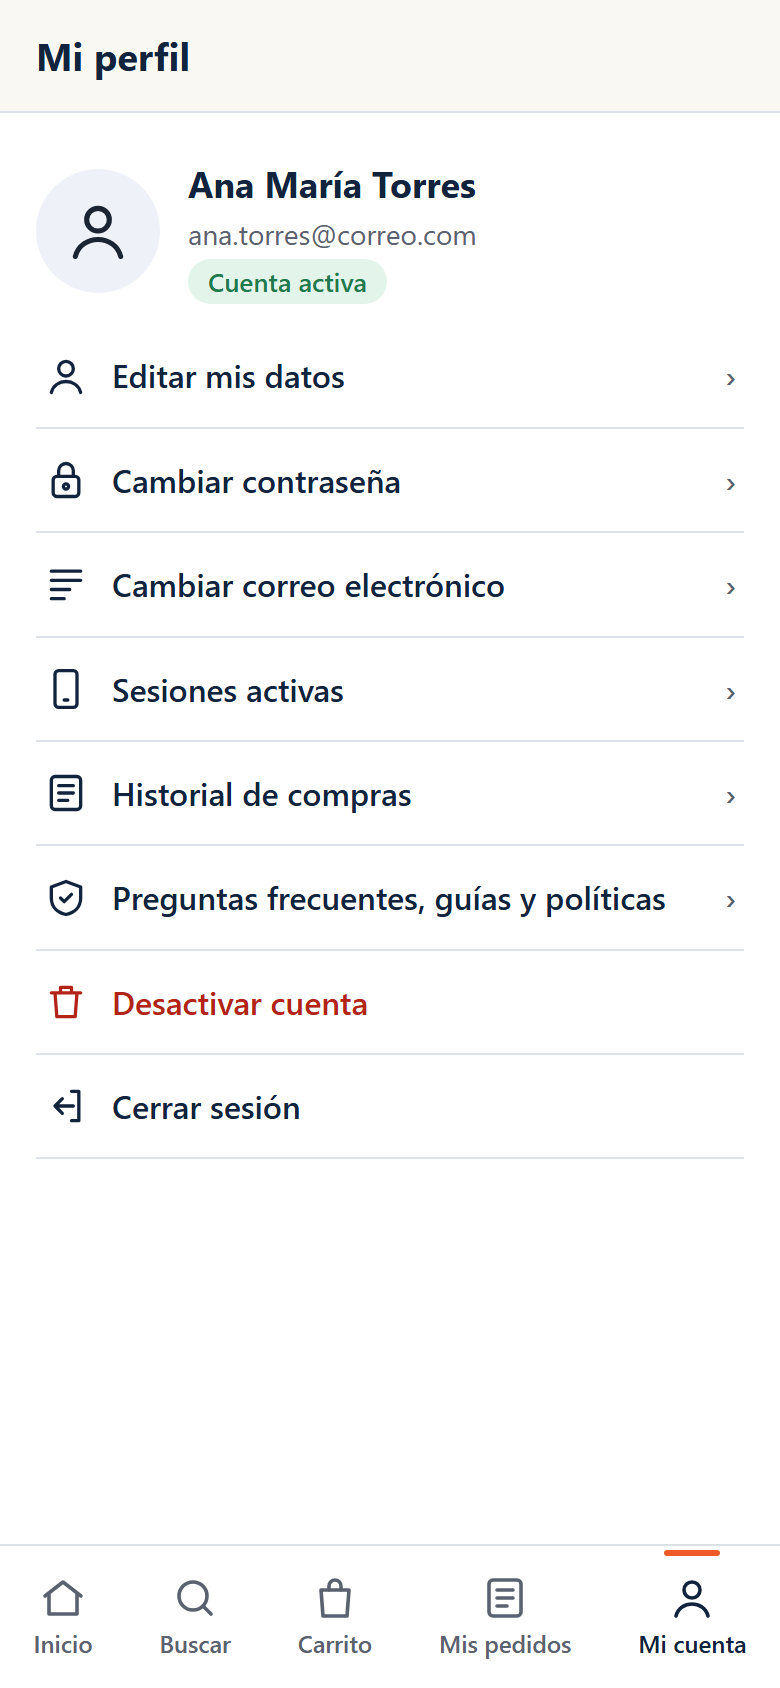 Mi perfil
Ana María Torres
ana.torres@correo.com
Cuenta activa
Editar mis datos
Cambiar contraseña
Cambiar correo electrónico
Sesiones activas
Historial de compras
Preguntas frecuentes, guías y políticas
Desactivar cuenta
Cerrar sesión
Inicio
Buscar
Carrito
Mis pedidos
Mi cuenta